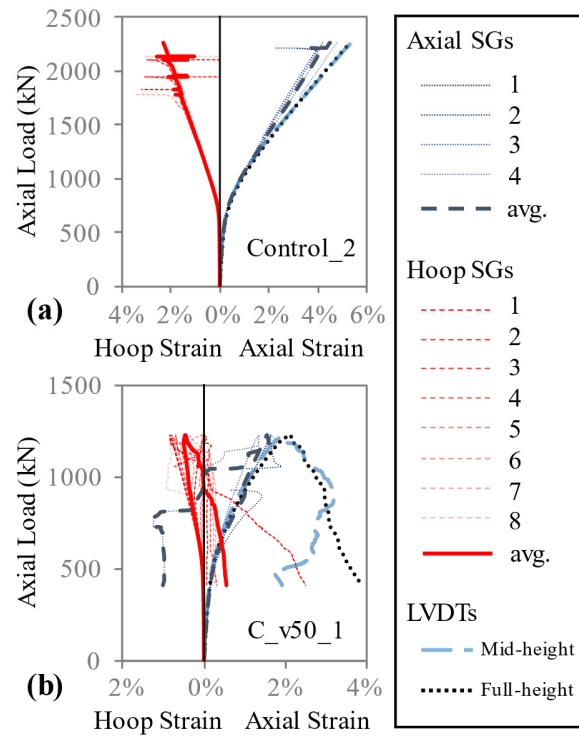 (a)
Axial Load (kN)
2500
2000
1500
1000
500
0
Control_2
4% 2% 0% 2% 4% 6%
Hoop Strain Axial Strain
(b)
Axial Load (kN)
1500
1000
500
0
C_v50_1
2% 0% 2% 4%
Hoop Strain Axial Strain
Axial SGs
1
2
3
4
avg.
Hoop SGs
1
2
3
4
5
6
7
8
avg.
LVDTs
Mid-height
Full-height